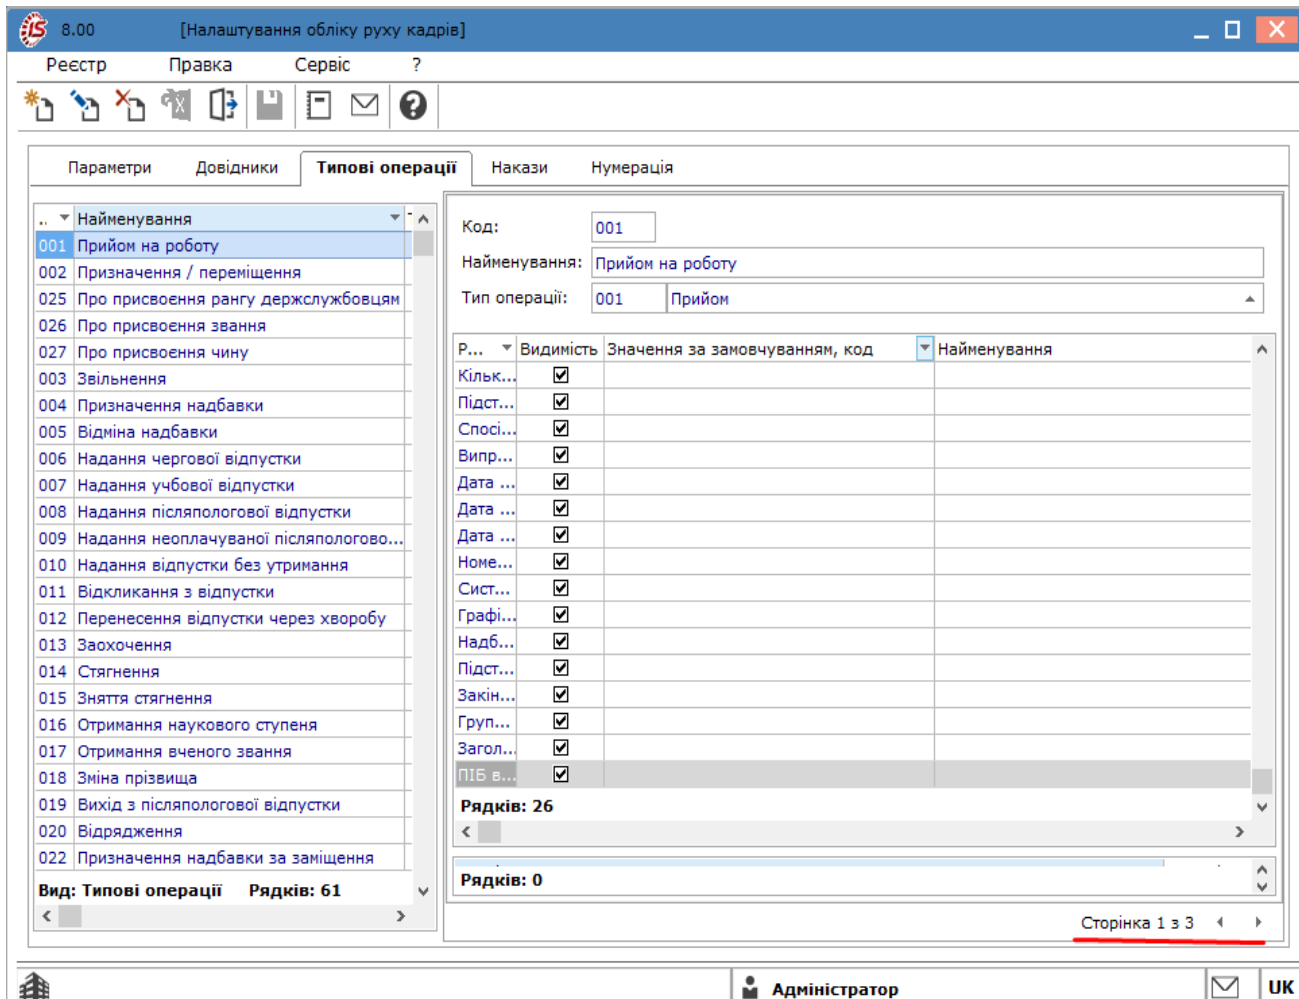 iS 8.00 [Налаштування обліку руху кадрів]
Реєстр Правка Сервіс ?
Параметри Довідники Типові операції Накази Нумерація
.. Найменування
001 Прийом на роботу
002 Призначення / переміщення
025 Про присвоєння рангу держслужбовцям
026 Про присвоєння звання
027 Про присвоєння чину
003 Звільнення
004 Призначення надбавки
005 Відміна надбавки
006 Надання чергової відпустки
007 Надання учбової відпустки
008 Надання післяпологової відпустки
009 Надання неоплачуваної післяпологово...
010 Надання відпустки без утримання
011 Відкликання з відпустки
012 Перенесення відпустки через хворобу
013 Заохочення
014 Стягнення
015 Зняття стягнення
016 Отримання наукового ступеня
017 Отримання вченого звання
018 Зміна прізвища
019 Вихід з післяпологової відпустки
020 Відрядження
022 Призначення надбавки за заміщення
Вид: Типові операції Рядків: 61
Код: 001
Найменування: Прийом на роботу
Тип операції: 001 Прийом
Р... Видимість Значення за замовчуванням, код Найменування
Кільк...
Підст...
Спосі...
Випр...
Дата ...
Дата ...
Дата ...
Номе...
Сист...
Графі...
Надб...
Підст...
Закін...
Груп...
Загол...
ПІБ в...
Рядків: 26
Рядків: 0
Сторінка 1 з 3
Адміністратор UK